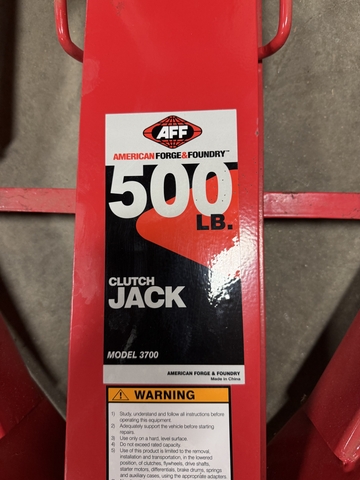 AFF
AMERICAN FORGE & FOUNDRY™
500
LB.
CLUTCH
JACK
MODEL 3700
AMERICAN FORGE & FOUNDRY
Made in China
WARNING
1) Study, understand and follow all instructions before
operating this equipment.
2) Adequately support the vehicle before starting
repairs.
3) Use only on a hard, level surface.
4) Do not exceed rated capacity.
5) Use of this product is limited to the removal,
installation and transportation, in the lowered
position, of clutches, flywheels, drive shafts,
starter motors, differentials, brake drums, springs
and auxiliary cases, using the appropriate adapters.